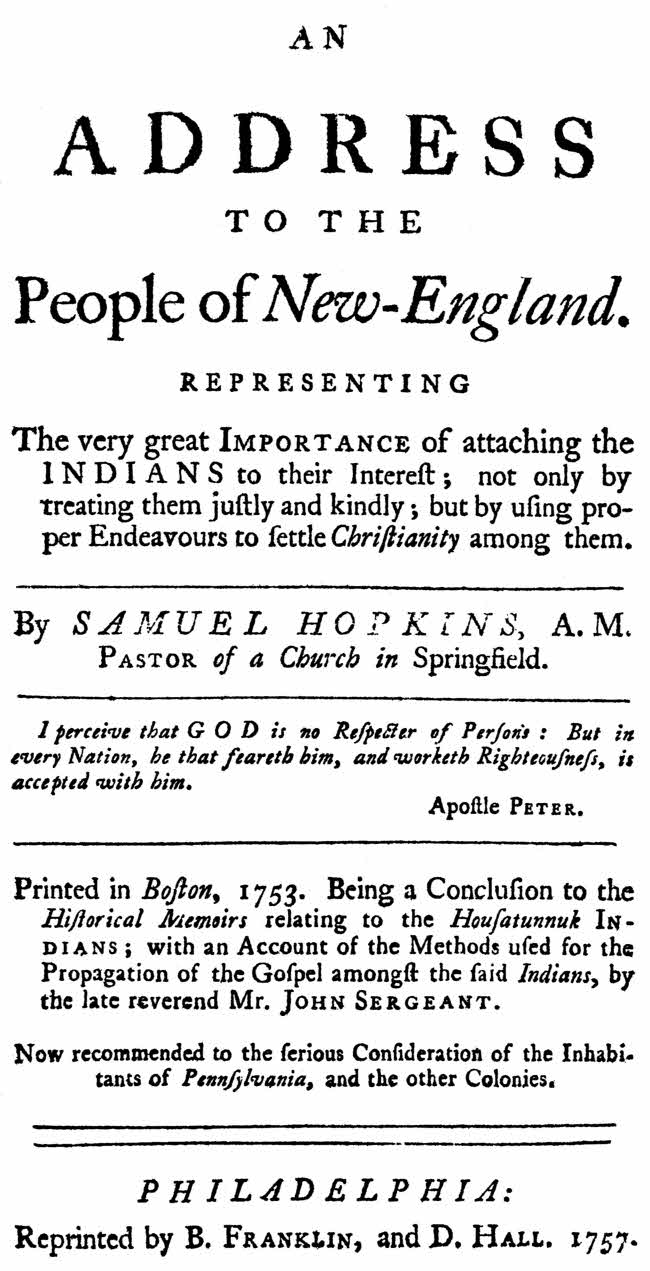 AN
ADDRESS
TO THE
People of New-England.
REPRESENTING
The very great IMPORTANCE of attaching the
INDIANS to their Intereſt; not only by
treating them juſtly and kindly; but by uſing pro-
per Endeavours to ſettle Chriſtianity among them.
By SAMUEL HOPKINS, A. M.
PASTOR of a Church in Springfield.
I perceive that GOD is no Reſpecter of Perſons: But in
every Nation, he that feareth him, and worketh Righteouſneſs, is
accepted with him.
Apoſtle PETER.
Printed in Boſton, 1753. Being a Concluſion to the
Hiſtorical Memoirs relating to the Houſatunnuk IN-
DIANS; with an Account of the Methods uſed for the
Propagation of the Goſpel amongſt the ſaid Indians, by
the late reverend Mr. JOHN SERGEANT.
Now recommended to the ſerious Conſideration of the Inhabi-
tants of Pennſylvania, and the other Colonies.
PHILADELPHIA:
Reprinted by B. FRANKLIN, and D. HALL. 1757.